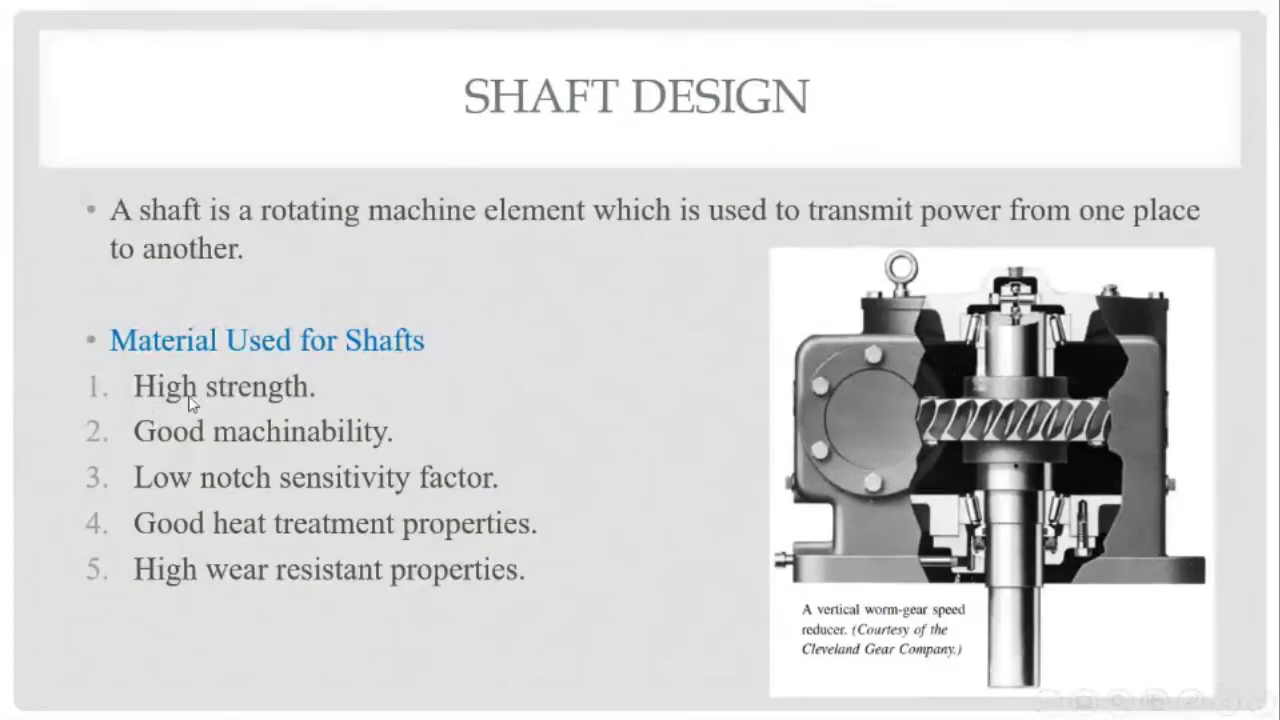 SHAFT DESIGN
• A shaft is a rotating machine element which is used to transmit power from one place
to another.
• Material Used for Shafts
1. High strength.
2. Good machinability.
3. Low notch sensitivity factor.
4. Good heat treatment properties.
5. High wear resistant properties.
A vertical worm-gear speed
reducer. (Courtesy of the
Cleveland Gear Company.)